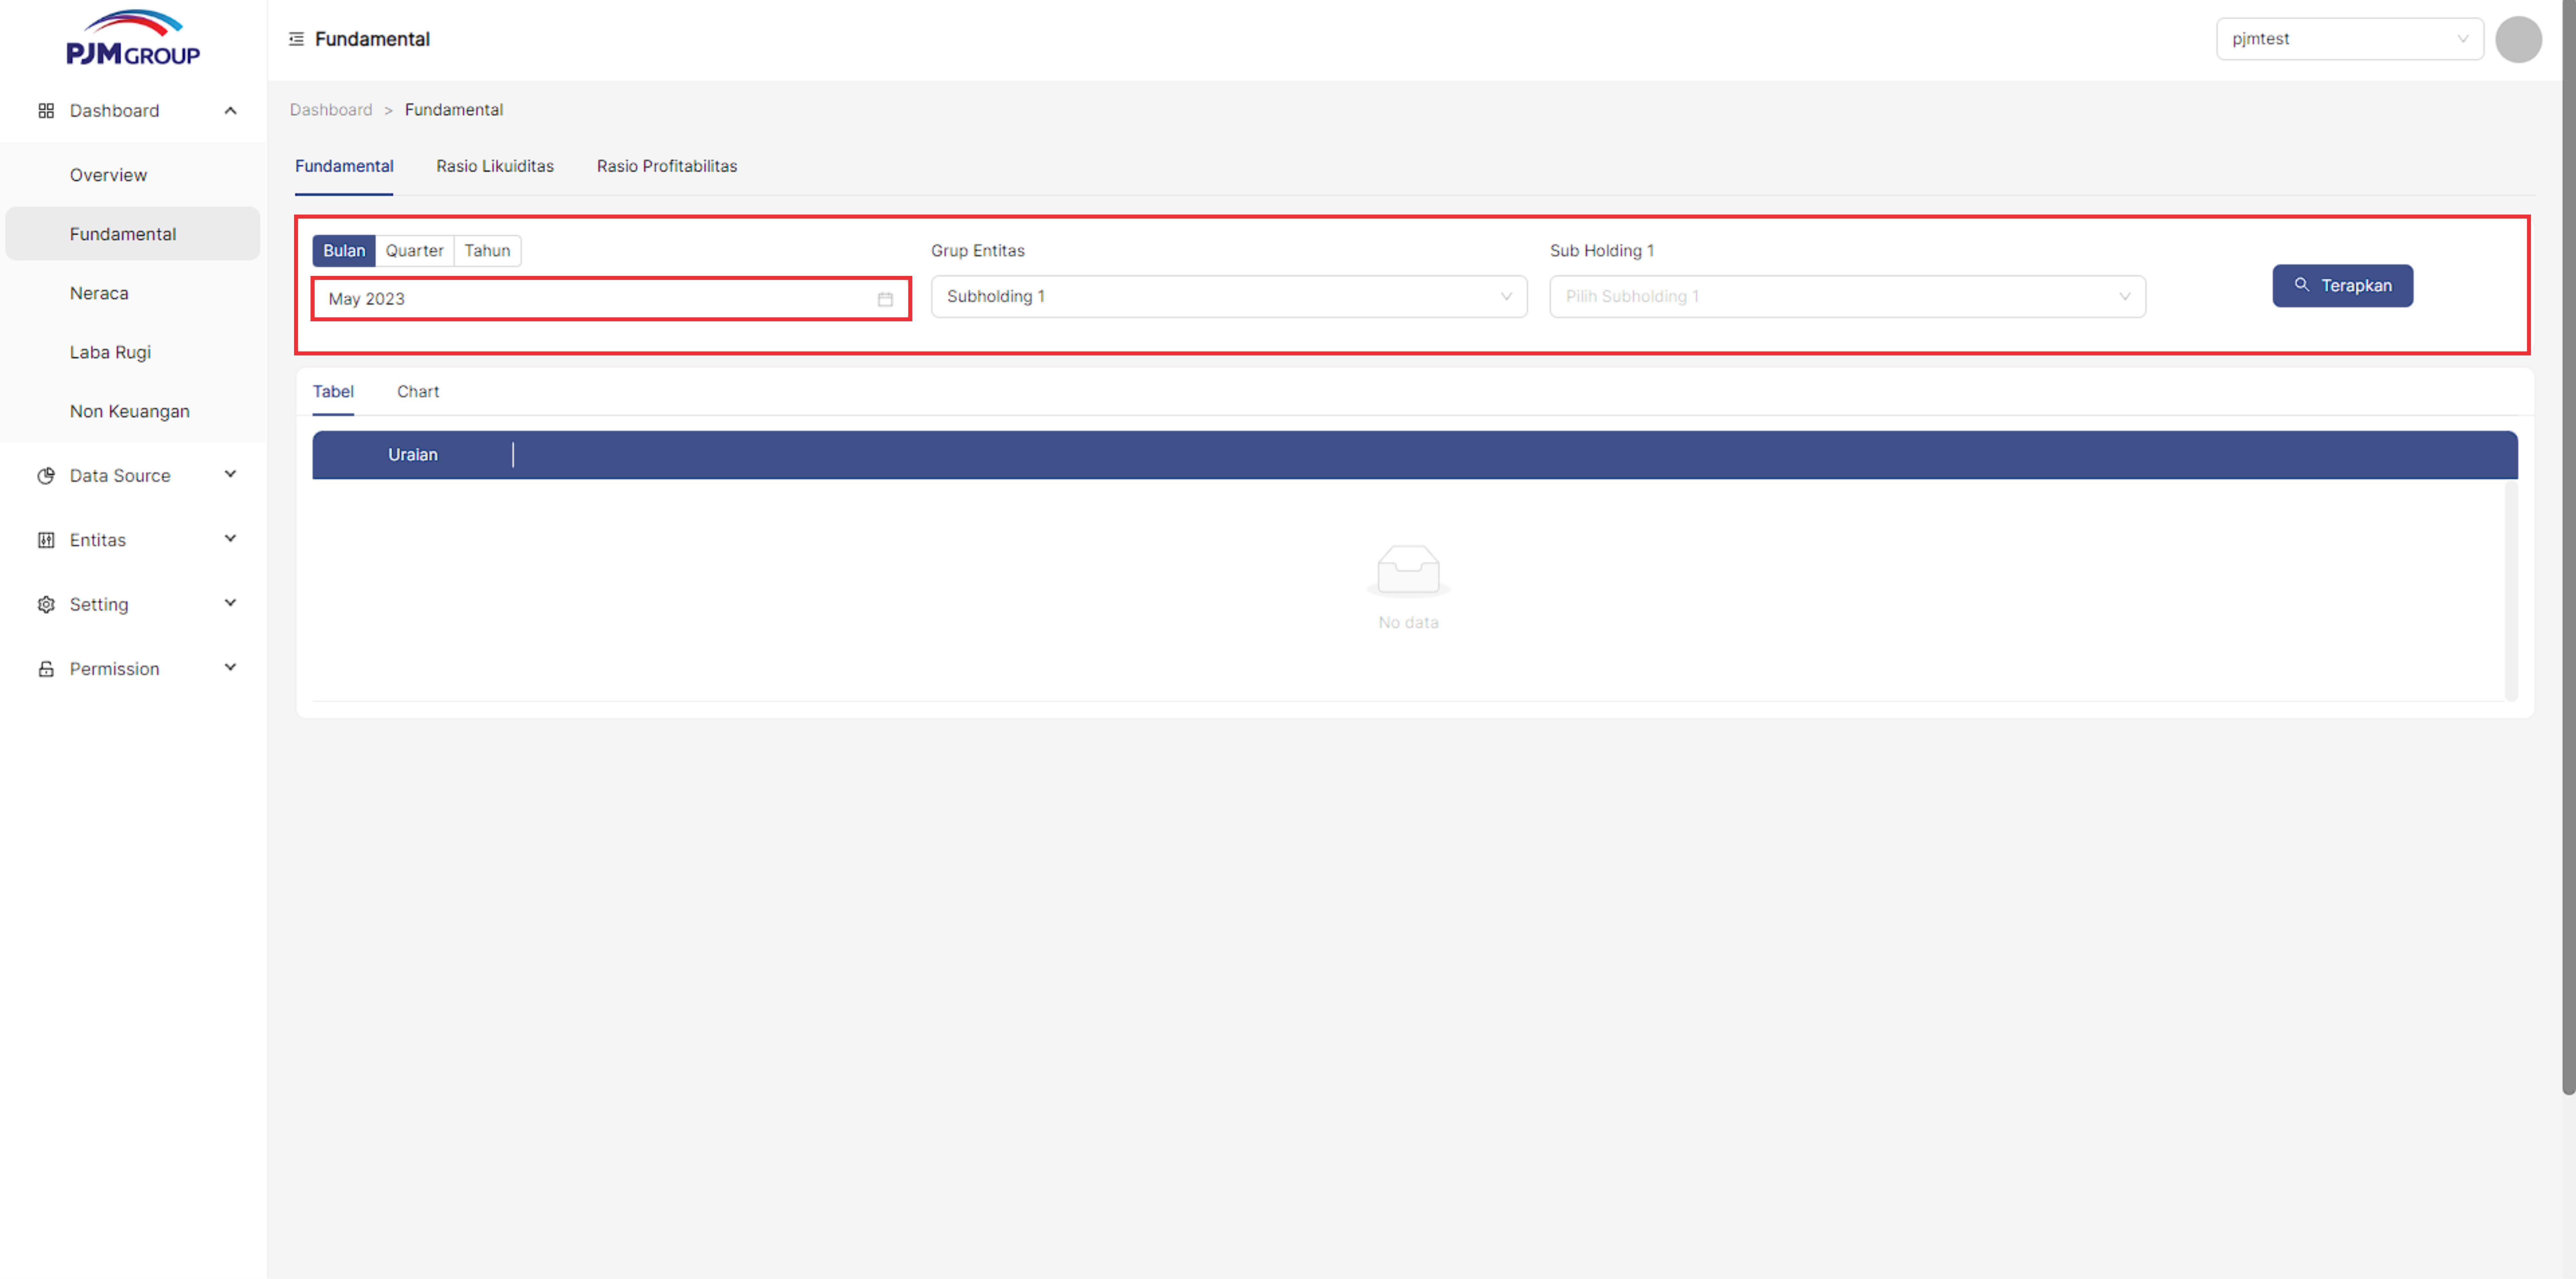 PJM GROUP
Fundamental
pjmtest
Dashboard
Overview
Fundamental
Neraca
Laba Rugi
Non Keuangan
Data Source
Entitas
Setting
Permission
Dashboard > Fundamental
Fundamental Rasio Likuiditas Rasio Profitabilitas
Bulan Quarter Tahun
May 2023
Grup Entitas
Subholding 1
Sub Holding 1
Pilih Subholding 1
Terapkan
Tabel Chart
Uraian
No data